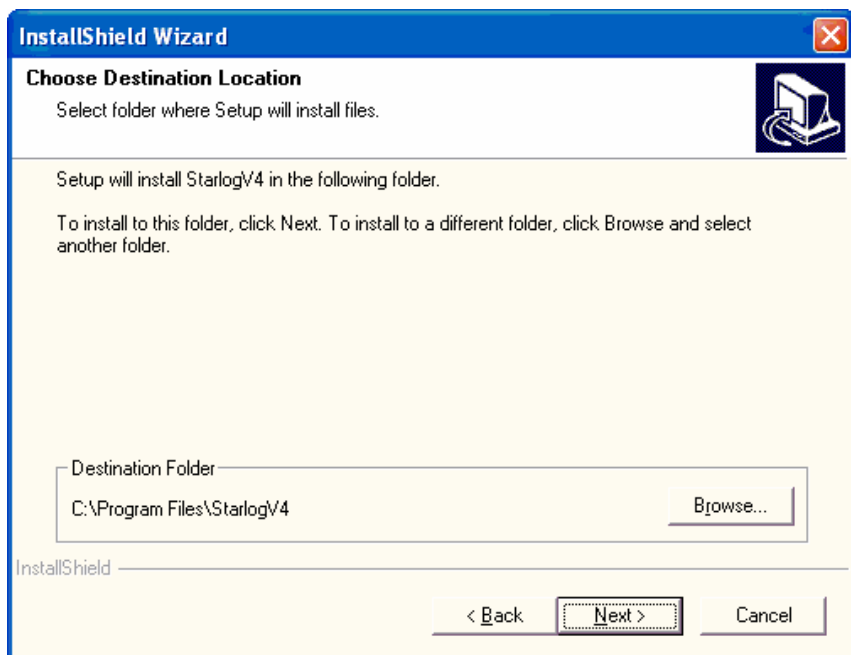 InstallShield Wizard
Choose Destination Location
Select folder where Setup will install files.
Setup will install StarlogV4 in the following folder.
To install to this folder, click Next. To install to a different folder, click Browse and select
another folder.
Destination Folder
C:\Program Files\StarlogV4
Browse...
InstallShield
< Back
Next >
Cancel